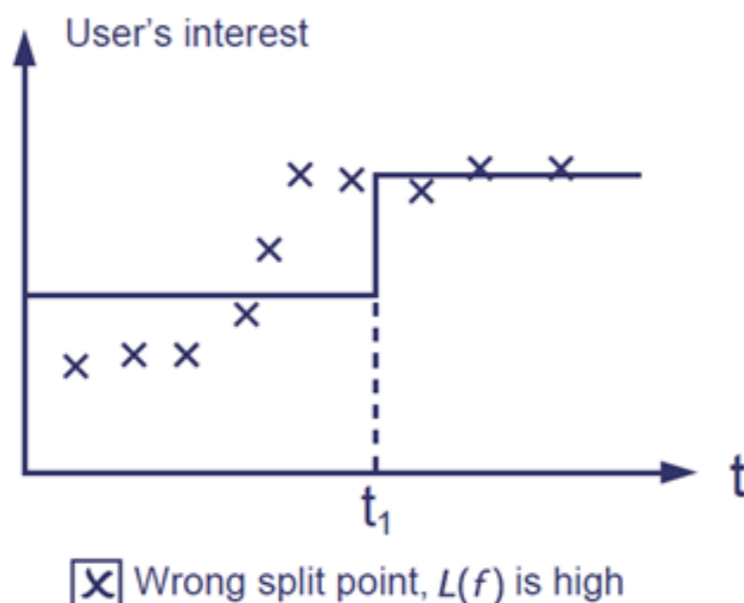 User's interest
t
t₁
☒ Wrong split point, L(f) is high